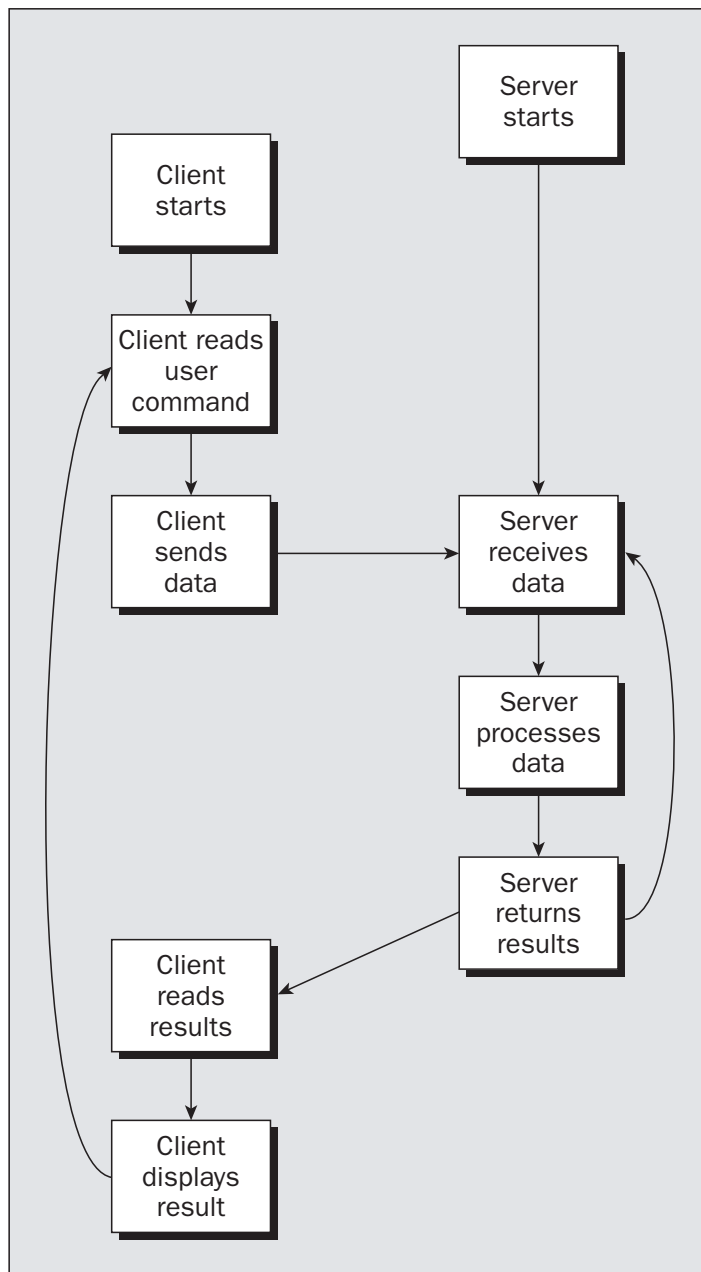 Server
starts
Client
starts
Client reads
user
command
Client
sends
data
Server
receives
data
Server
processes
data
Server
returns
results
Client
reads
results
Client
displays
result